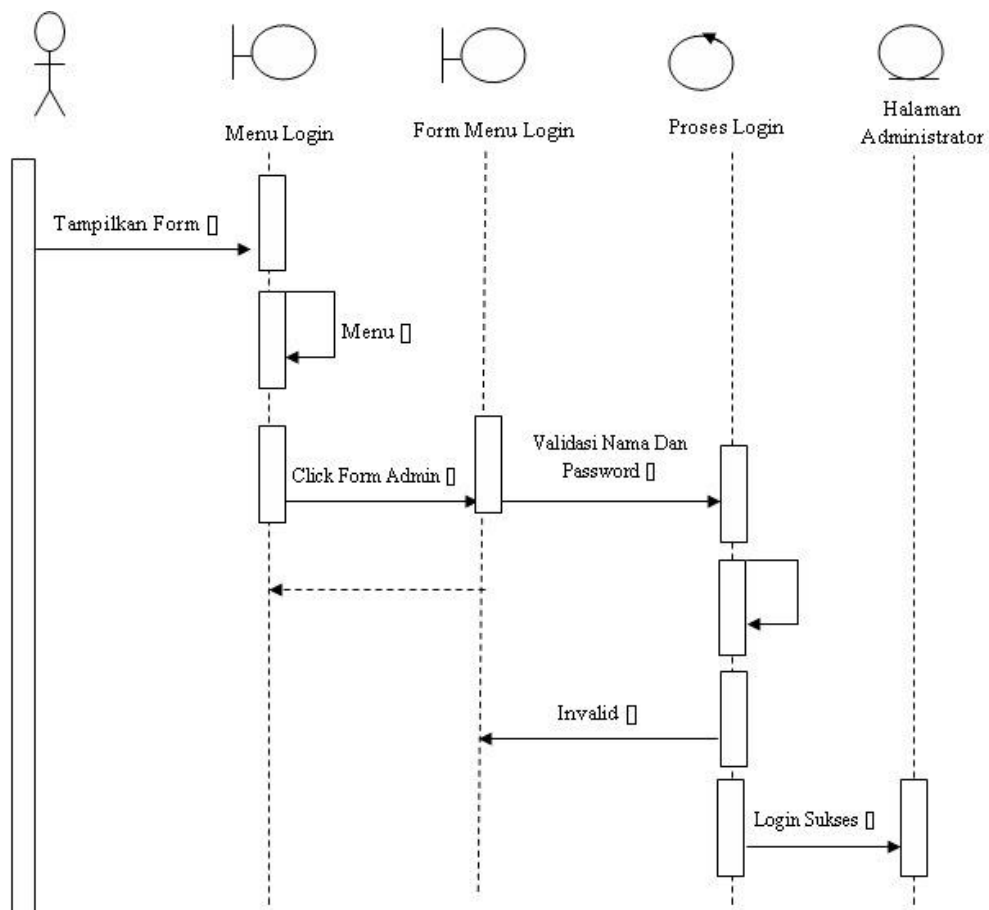 Menu Login
Form Menu Login
Proses Login
Halaman
Administrator
Tampilkan Form []
Menu []
Click Form Admin []
Validasi Nama Dan
Password []
Invalid []
Login Sukses []